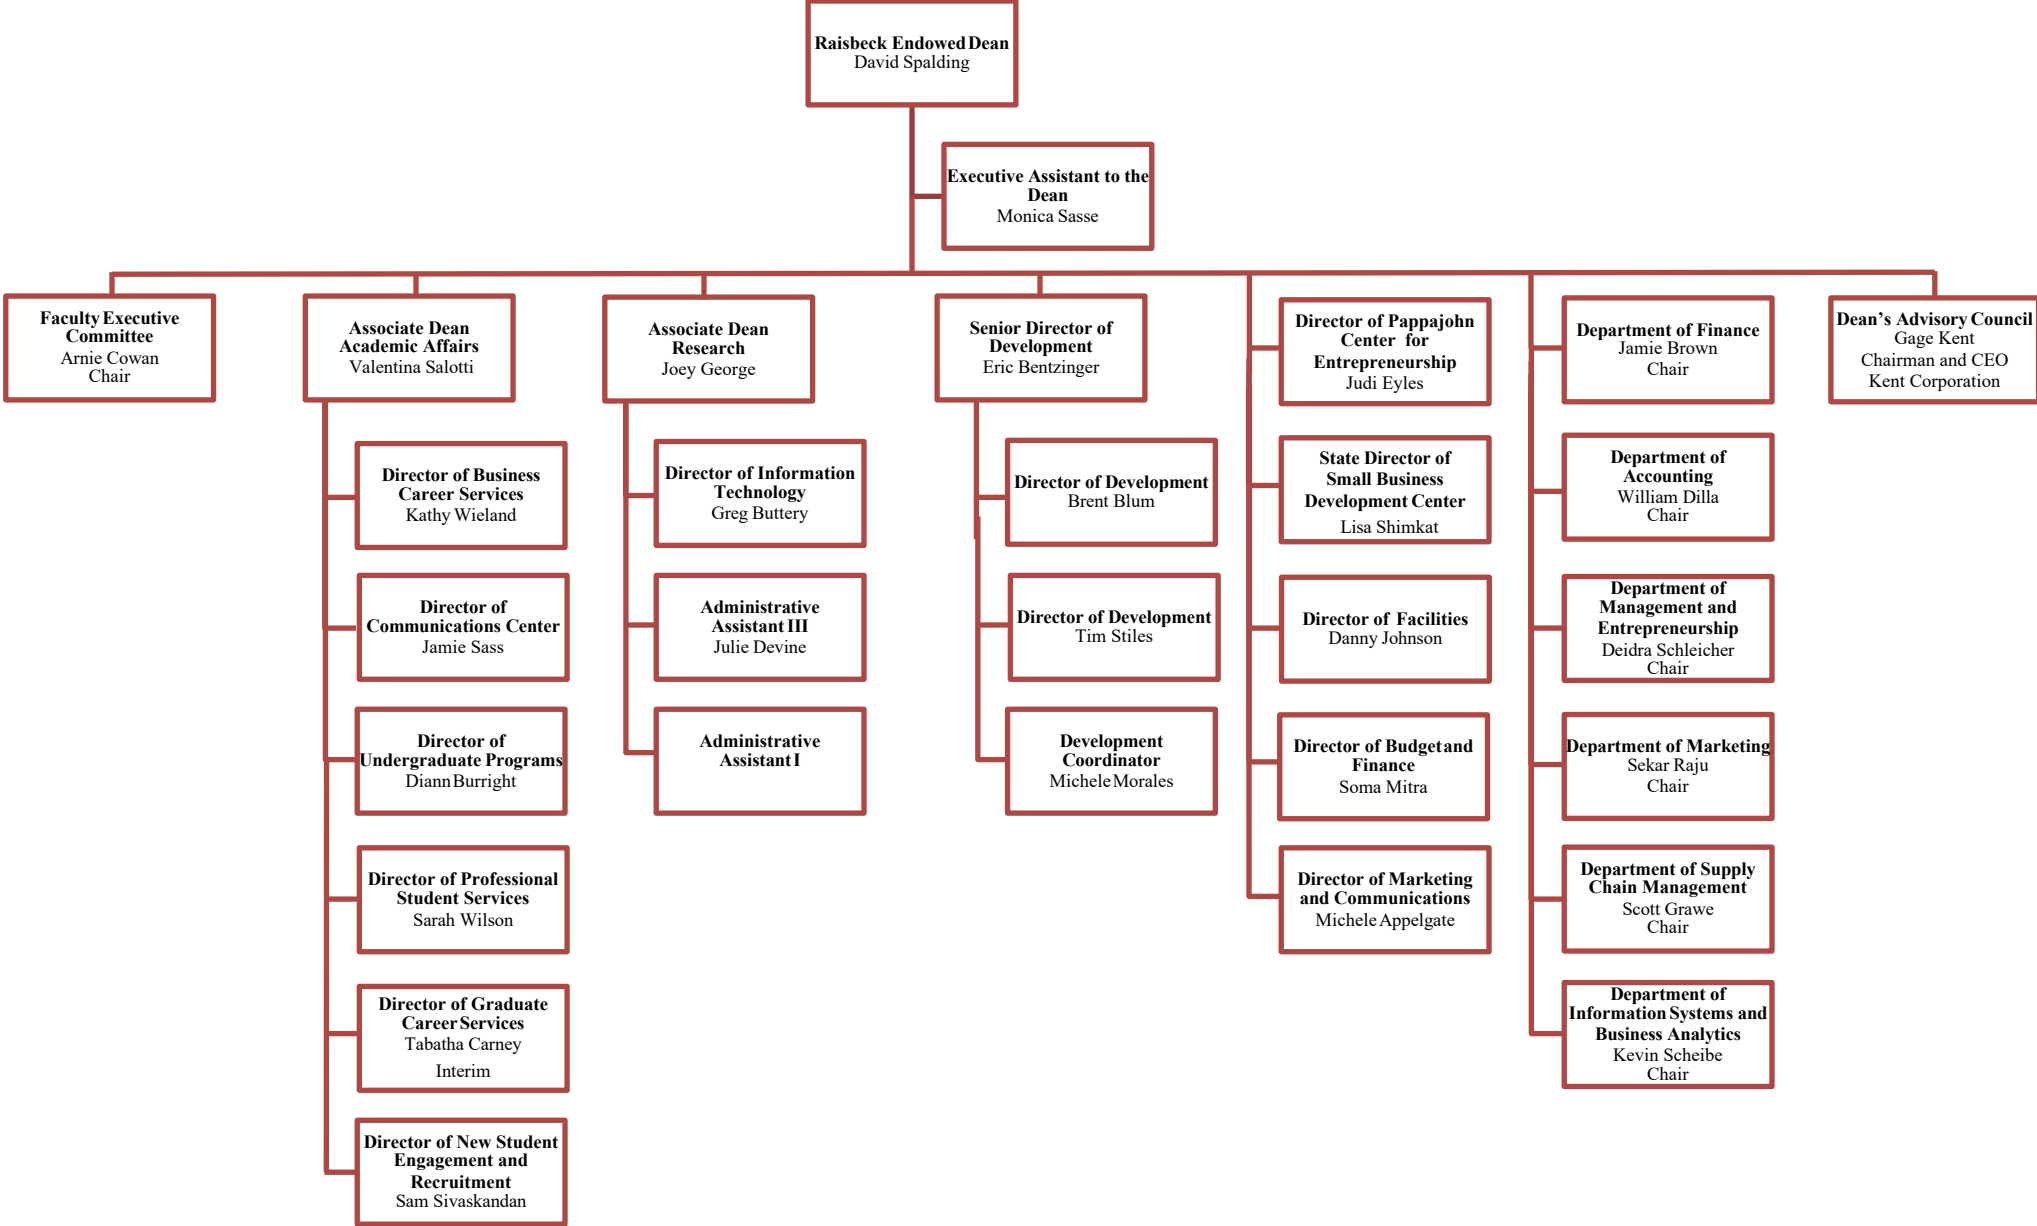 Raisbeck Endowed Dean
David Spalding
Executive Assistant to the
Dean
Monica Sasse
Faculty Executive
Committee
Arnie Cowan
Chair
Associate Dean
Academic Affairs
Valentina Salotti
Associate Dean
Research
Joey George
Senior Director of
Development
Eric Bentzinger
Director of Pappajohn
Center for
Entrepreneurship
Judi Eyles
Department of Finance
Jamie Brown
Chair
Dean’s Advisory Council
Gage Kent
Chairman and CEO
Kent Corporation
Director of Business
Career Services
Kathy Wieland
Director of Information
Technology
Greg Buttery
Director of Development
Brent Blum
State Director of
Small Business
Development Center
Lisa Shimkat
Department of
Accounting
William Dilla
Chair
Director of
Communications Center
Jamie Sass
Administrative
Assistant III
Julie Devine
Director of Development
Tim Stiles
Director of Facilities
Danny Johnson
Department of
Management and
Entrepreneurship
Deidra Schleicher
Chair
Director of
Undergraduate Programs
Diann Burright
Administrative
Assistant I
Development
Coordinator
Michele Morales
Director of Budget and
Finance
Soma Mitra
Department of Marketing
Sekar Raju
Chair
Director of Professional
Student Services
Sarah Wilson
Director of Marketing
and Communications
Michele Appelgate
Department of Supply
Chain Management
Scott Grawe
Chair
Director of Graduate
Career Services
Tabatha Carney
Interim
Department of
Information Systems and
Business Analytics
Kevin Scheibe
Chair
Director of New Student
Engagement and
Recruitment
Sam Sivaskandan